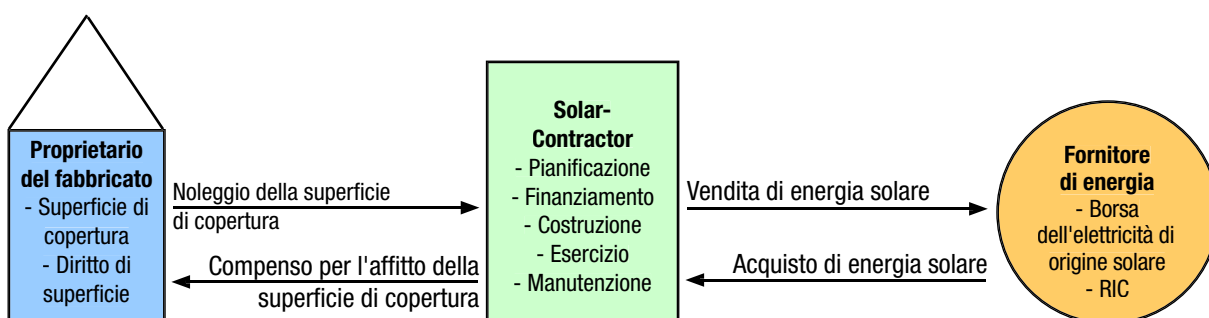 Proprietario
del fabbricato
- Superficie di
copertura
- Diritto di
superficie
Noleggio della superficie
di copertura
Compenso per l'affitto della
superficie di copertura
Solar-
Contractor
- Pianificazione
- Finanziamento
- Costruzione
- Esercizio
- Manutenzione
Vendita di energia solare
Acquisto di energia solare
Fornitore
di energia
- Borsa
dell'elettricità di
origine solare
- RIC